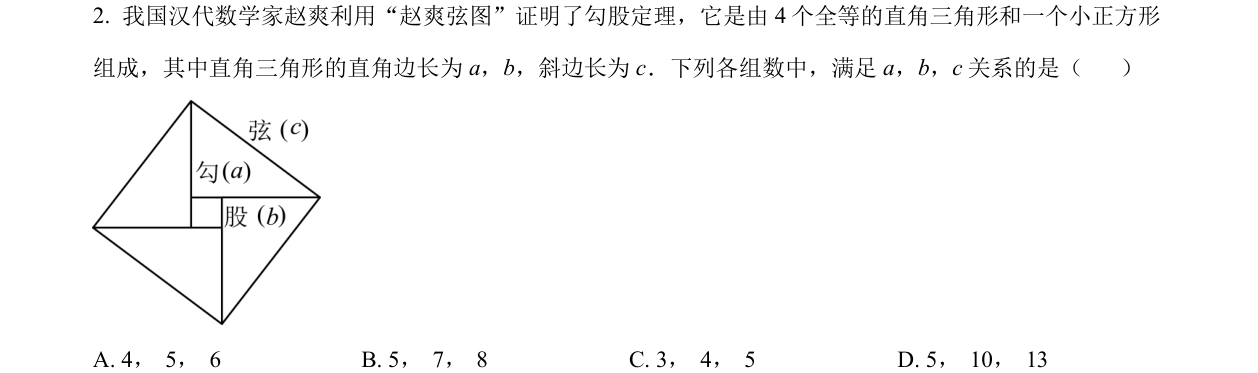 2. 我国汉代数学家赵爽利用“赵爽弦图”证明了勾股定理，它是由 4 个全等的直角三角形和一个小正方形
组成，其中直角三角形的直角边长为 a，b，斜边长为 c．下列各组数中，满足 a，b，c 关系的是（　　）
弦 (c)
勾(a)
股 (b)
A. 4， 5， 6 B. 5， 7， 8 C. 3， 4， 5 D. 5， 10， 13